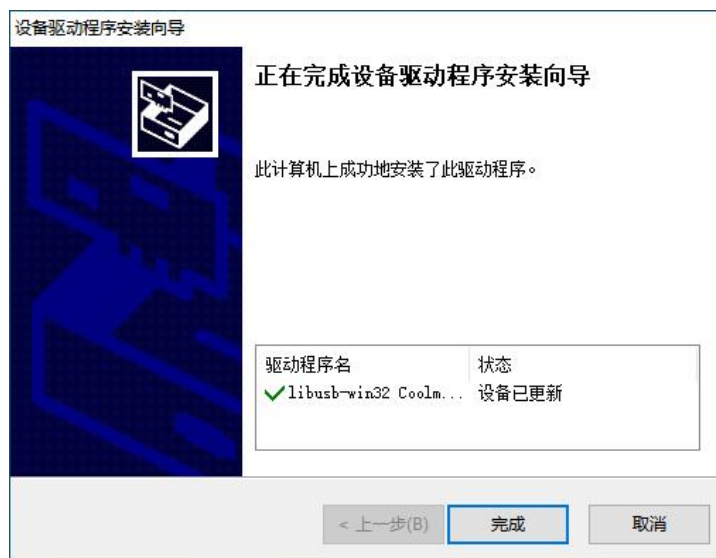 设备驱动程序安装向导
正在完成设备驱动程序安装向导
此计算机上成功地安装了此驱动程序。
驱动程序名 状态
libusb-win32 Coolm... 设备已更新
< 上一步(B) 完成 取消